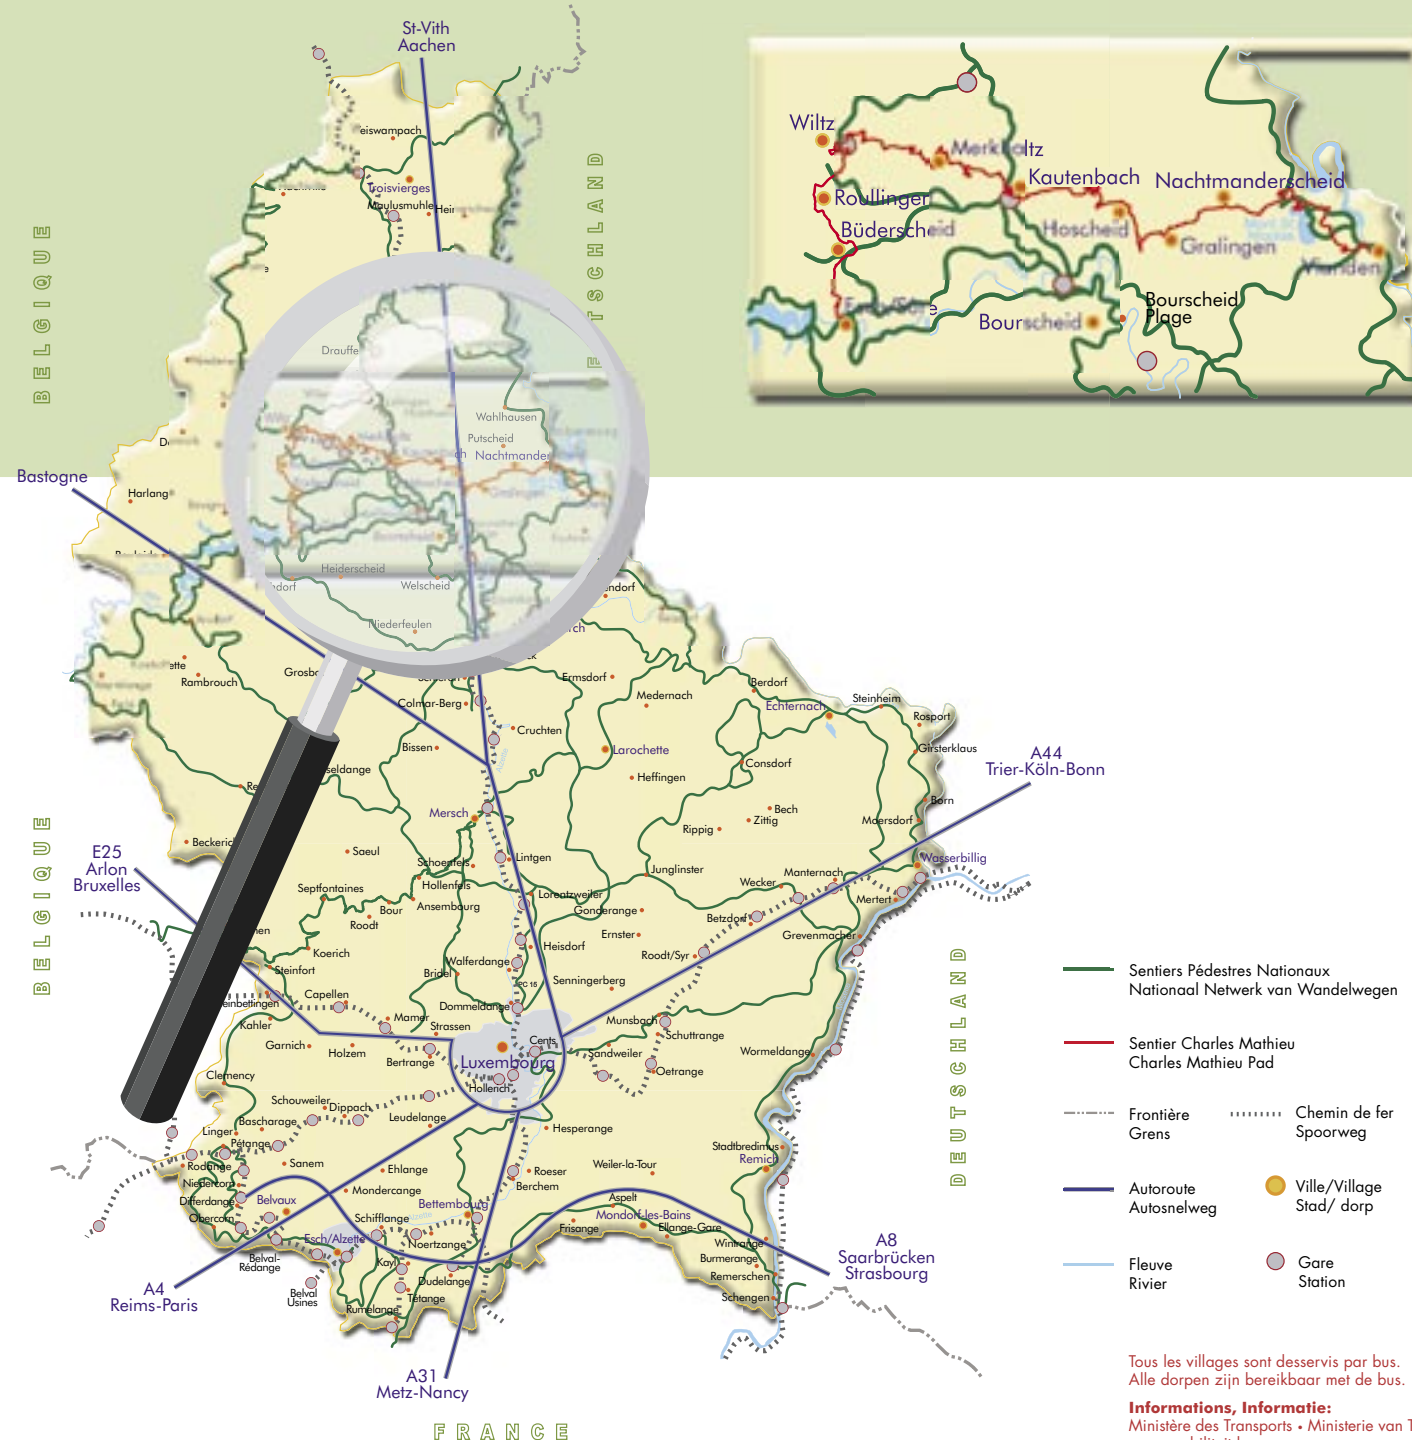 St-Vith
Aachen
BELGIQUE
Troisvierges
Maulusmuhle
Harlang
Bastogne
Drauffe
Wahlhausen
Putscheid
Nachtmander
Heiderscheid
Welscheid
Niederfeulen
Wiltz
Kautenbach
Nachtmanderscheid
Roullingen
Büderscheid
Hoscheid
Gralingen
Vianden
Bourscheid
Bourscheid
Plage
Rambrouch
Ermsdorf
Medernach
Berdorf
Echternach
Steinheim
Rosport
Girsterklaus
Colmar-Berg
Cruchten
Bissen
Larochette
Heffingen
Consdorf
A44
Trier-Köln-Bonn
Born
Moersdorf
Bech
Zittig
Rippig
Mersch
Wasserbillig
BELGIQUE
E25
Arlon
Bruxelles
Saeul
Schoenfels
Lintgen
Junglinster
Manternach
Wecker
Mertert
Septfontaines
Hollenfels
Ansembourg
Bour
Roodt
Lorentzweiler
Gonderange
Betzdorf
Ernster
Grevenmacher
Koerich
Steinfort
Heisdorf
Walferdange
Bridel
Roodt/Syr
Senningerberg
PC 15
Capellen
Dommeldange
Mamer
Strassen
Kahler
Garnich
Holzem
Bertrange
Cents
Luxembourg
Hollerich
Munsbach
Schuttrange
Sandweiler
Oetrange
Wormeldange
DEUTSCHLAND
Clemency
Schouweiler
Dippach
Leudelange
Bascharage
Linger
Pétange
Hesperange
Stadtbredimus
Remich
Rodange
Sanem
Ehlange
Roeser
Berchem
Weiler-la-Tour
Niedercorn
Differdange
Obercorn
Belvaux
Mondercange
Bettembourg
Aspelt
Mondorf-les-Bains
Ellange-Gare
Schifflange
Frisange
Esch/Alzette
Noertzange
Wintrange
Burmerange
Remerschen
Schengen
Belval-
Rédange
Kayl
Dudelange
Tétange
Belval
Usines
Rumelange
A4
Reims-Paris
A31
Metz-Nancy
A8
Saarbrücken
Strasbourg
FRANCE
Sentiers Pédestres Nationaux
Nationaal Netwerk van Wandelwegen
Sentier Charles Mathieu
Charles Mathieu Pad
Frontière
Grens
Chemin de fer
Spoorweg
Autoroute
Autosnelweg
Ville/Village
Stad/ dorp
Fleuve
Rivier
Gare
Station
Tous les villages sont desservis par bus.
Alle dorpen zijn bereikbaar met de bus.
Informations, Informatie:
Ministère des Transports • Ministerie van T